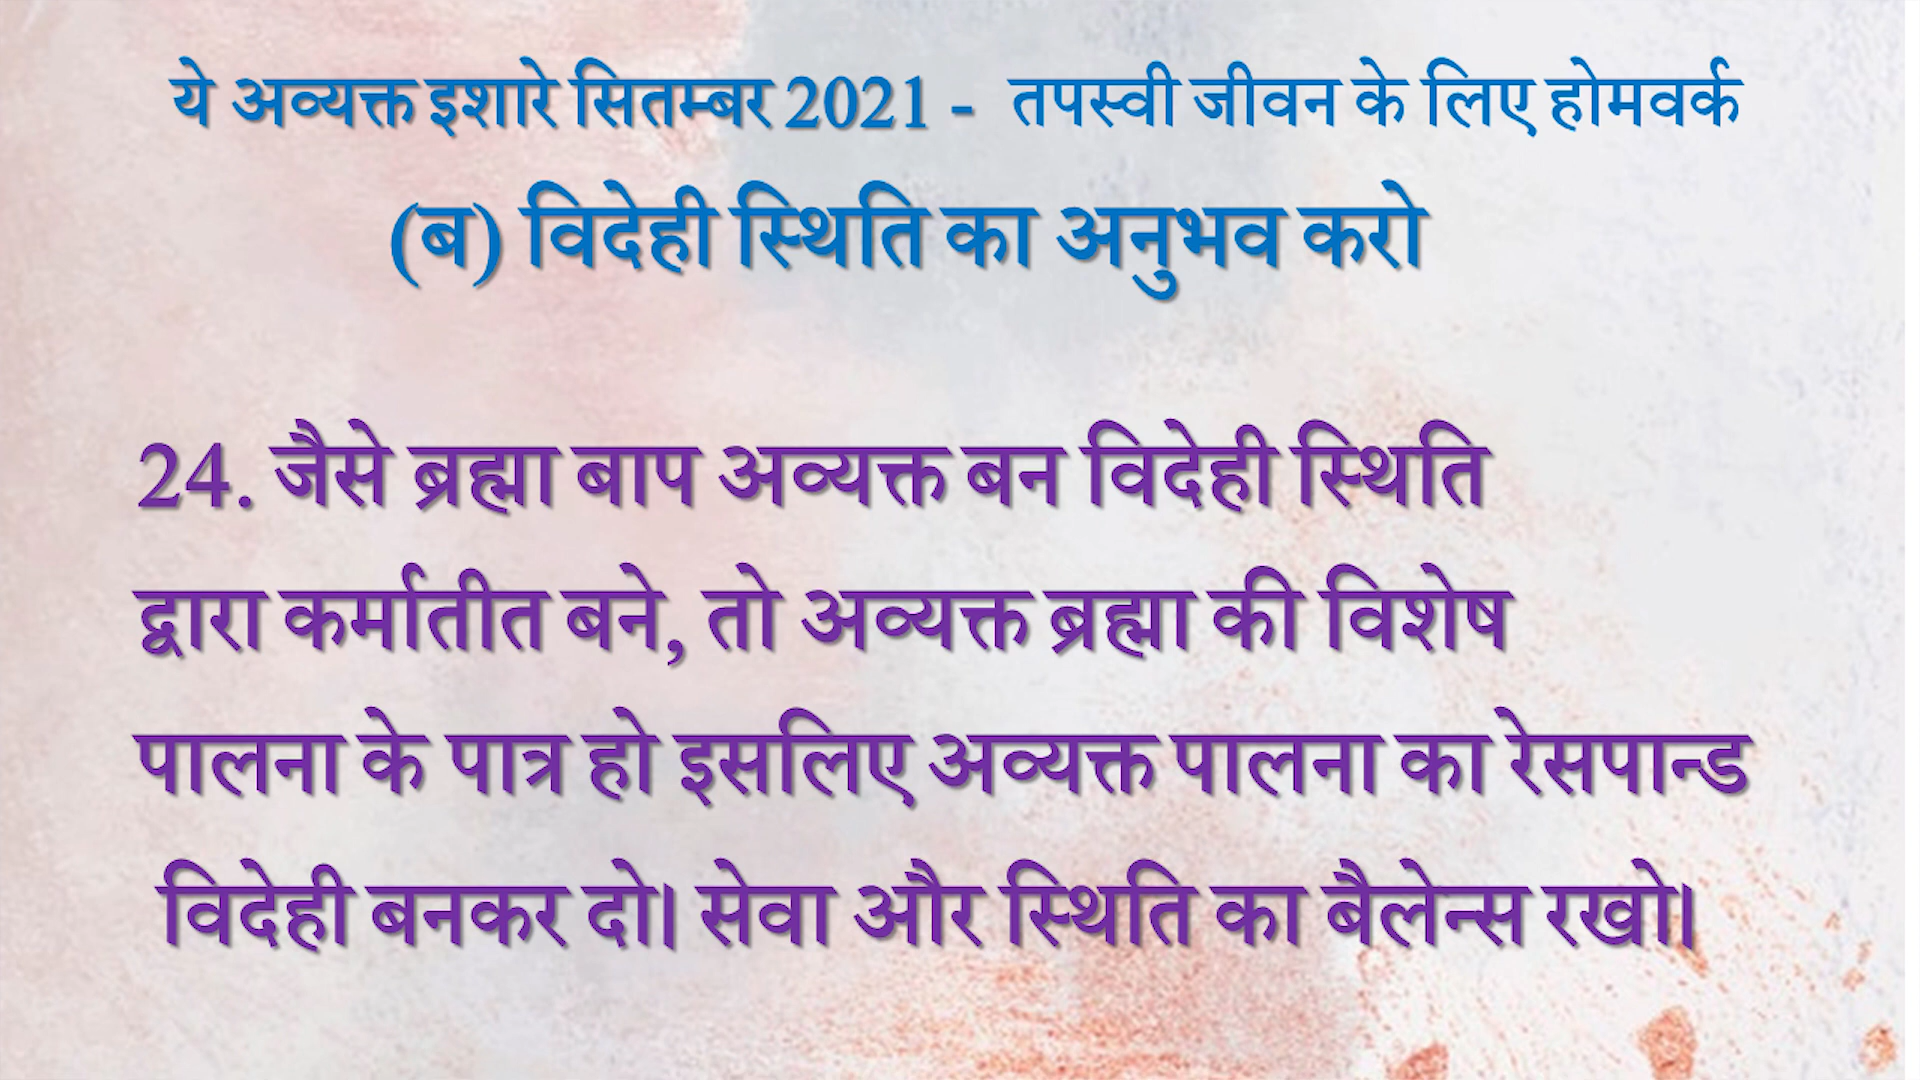 ये अव्यक्त इशारे सितम्बर 2021 - तपस्वी जीवन के लिए होमवर्क
(ब) विदेही स्थिति का अनुभव करो
24. जैसे ब्रह्मा बाप अव्यक्त बन विदेही स्थिति
द्वारा कर्मातीत बने, तो अव्यक्त ब्रह्मा की विशेष
पालना के पात्र हो इसलिए अव्यक्त पालना का रेसपान्ड
विदेही बनकर दो। सेवा और स्थिति का बैलेन्स रखो।